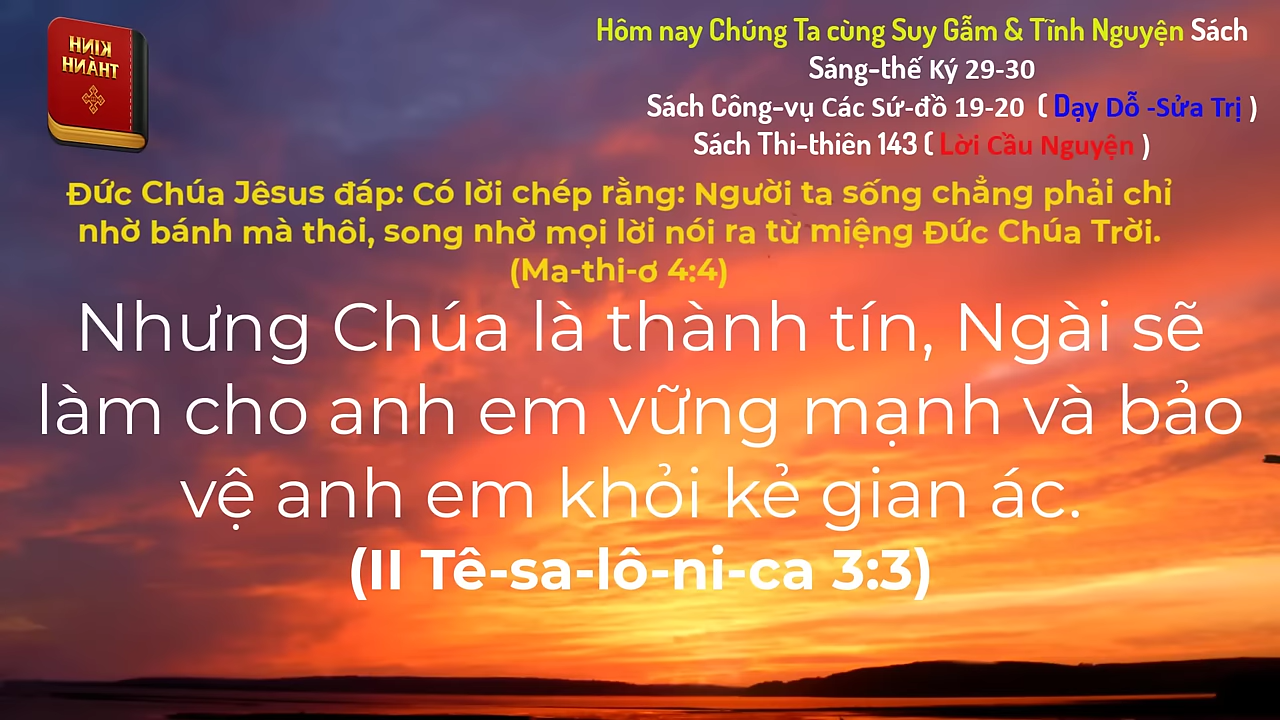 KINH
THÁNH
Hôm nay Chúng Ta cùng Suy Gẫm & Tĩnh Nguyện Sách
Sáng-thế Ký 29-30
Sách Công-vụ Các Sứ-đồ 19-20 ( Dạy Dỗ -Sửa Trị )
Sách Thi-thiên 143 ( Lời Cầu Nguyện )
Đức Chúa Jêsus đáp: Có lời chép rằng: Người ta sống chẳng phải chỉ
nhờ bánh mà thôi, song nhờ mọi lời nói ra từ miệng Đức Chúa Trời.
(Ma-thi-ơ 4:4)
Nhưng Chúa là thành tín, Ngài sẽ
làm cho anh em vững mạnh và bảo
vệ anh em khỏi kẻ gian ác.
(II Tê-sa-lô-ni-ca 3:3)